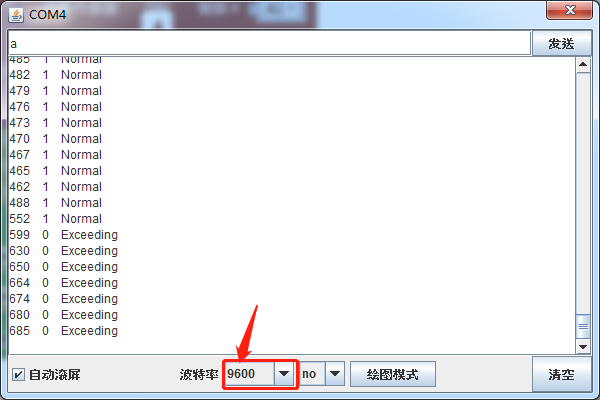 COM4
a
发送
485 1 Normal
482 1 Normal
479 1 Normal
476 1 Normal
473 1 Normal
470 1 Normal
467 1 Normal
465 1 Normal
462 1 Normal
488 1 Normal
552 1 Normal
599 0 Exceeding
630 0 Exceeding
650 0 Exceeding
664 0 Exceeding
674 0 Exceeding
680 0 Exceeding
685 0 Exceeding
自动滚屏 波特率 9600 no 绘图模式 清空